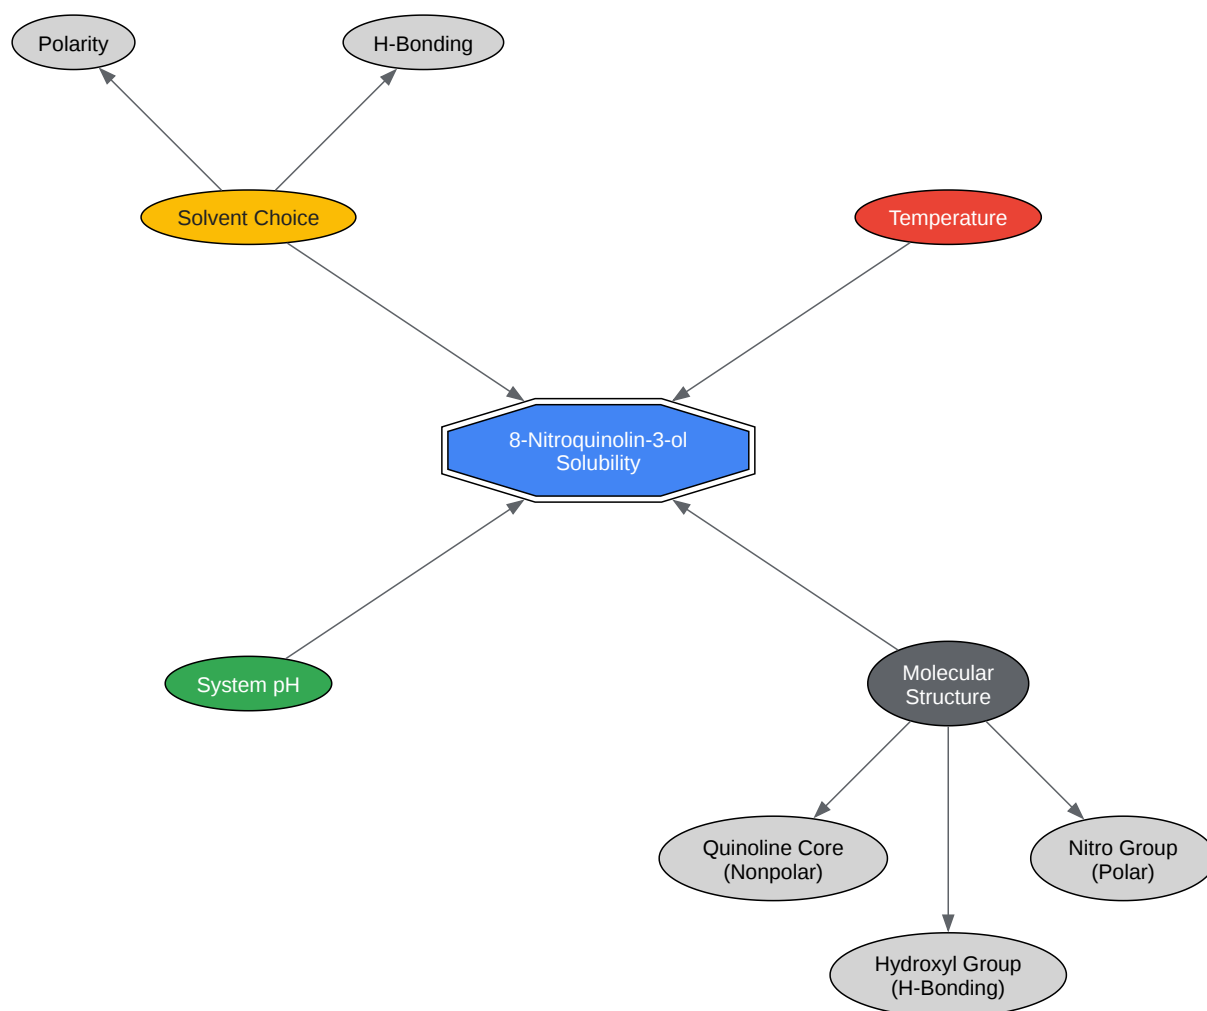 Polarity
H-Bonding
Solvent Choice
Temperature
8-Nitroquinolin-3-ol
Solubility
System pH
Molecular
Structure
Quinoline Core
(Nonpolar)
Nitro Group
(Polar)
Hydroxyl Group
(H-Bonding)